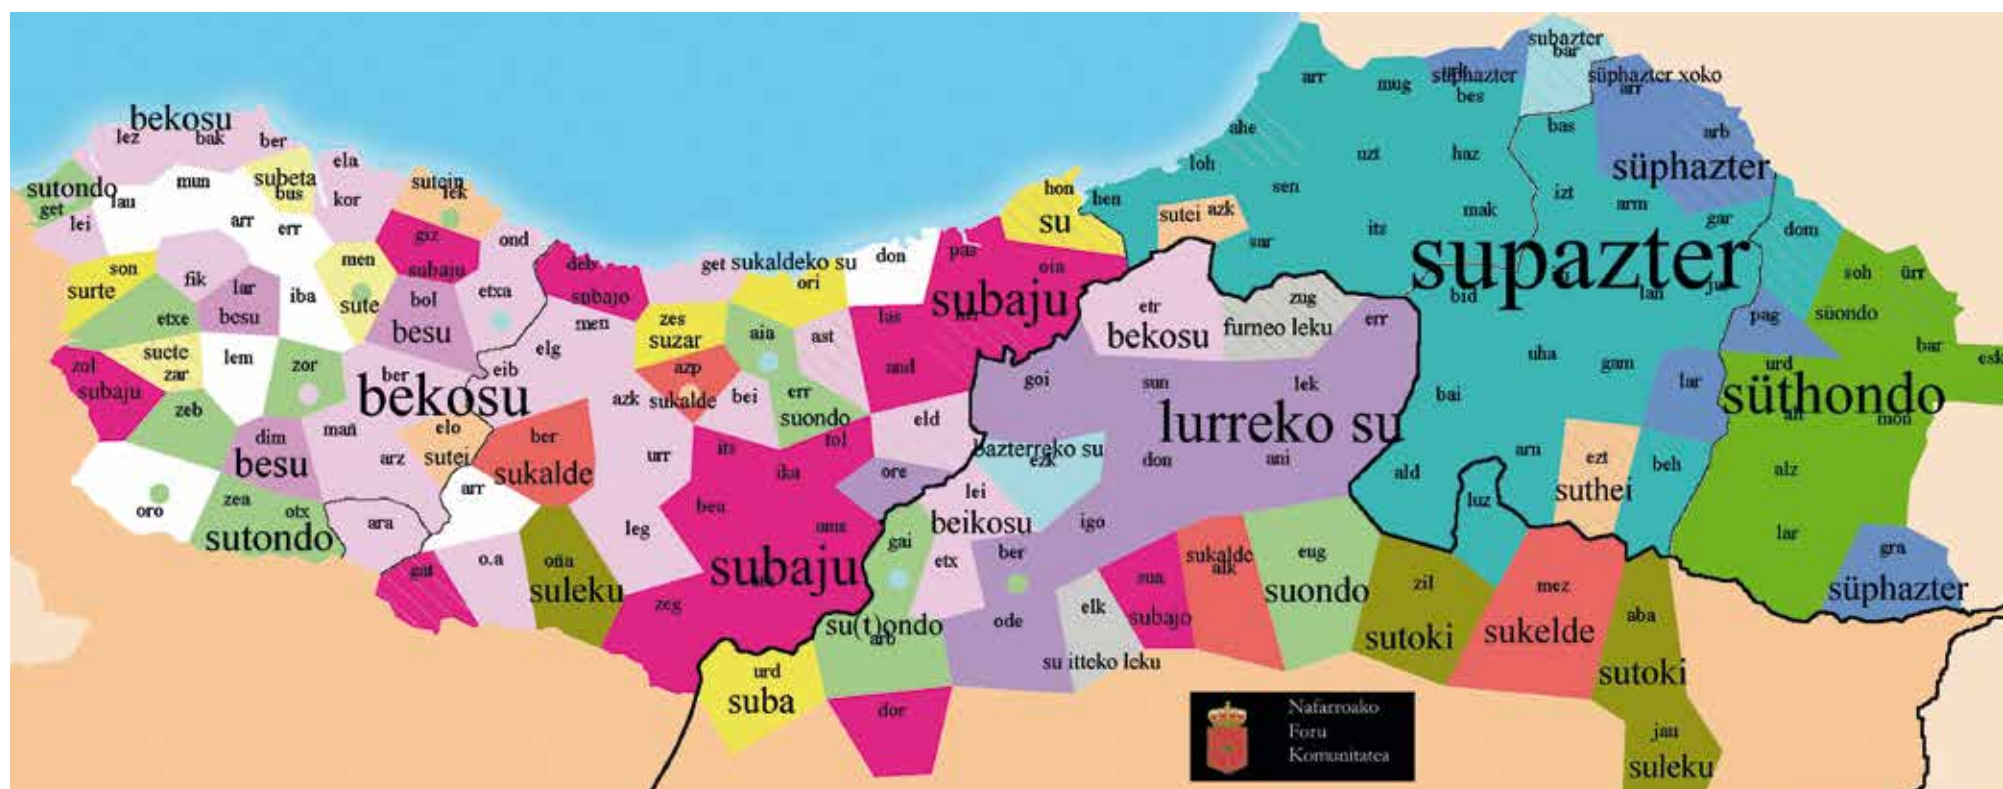 subazter
bar
süphazter
süphazter xoko
arr
mug
bes
arr
bekosu
lez
bak
ber
ahe
bas
arb
ela
mun
loh
uzt
haz
süphazter
sutondo
subeta
bus
sutein
lek
hon
sen
izt
get
lau
kor
hen
sutei
azk
mak
arm
gar
lei
arr
err
giz
ond
su
sar
its
dom
son
men
subaju
deb
get
sukaldeko su
don
pas
oia
supazter
soh
ürr
surte
fik
lar
iba
sute
bol
etxa
subajo
ori
subaju
bid
lan
etxe
besu
besu
men
zes
suzar
aia
ast
las
etr
bekosu
zug
furneo leku
err
pag
süondo
sucte
zar
lem
zor
elg
eib
azp
and
uha
gam
urd
bar
esk
zol
subaju
ber
bekosu
azk
sukalde
bei
err
goi
sun
lek
bai
lar
süthondo
zeb
suondo
eld
lurreko su
mon
dim
besu
mañ
elo
sutei
ber
sukalde
its
tol
bazterreko su
ezk
don
ani
arz
urr
ika
ore
ald
arn
ezt
suthei
beh
alz
oro
zea
otx
sutondo
arr
ara
leg
bea
lei
beikosu
igo
luz
lar
gat
o.a
oña
suleku
subaju
gai
etx
ber
sukalde
alk
eug
suondo
zil
sutoki
mez
sukelde
gra
süphazter
zeg
su(t)ondo
arb
ode
elk
subajo
su itteko leku
aba
sutoki
urd
suba
dor
jau
suleku
Nafarroako
Foru
Komunitatea